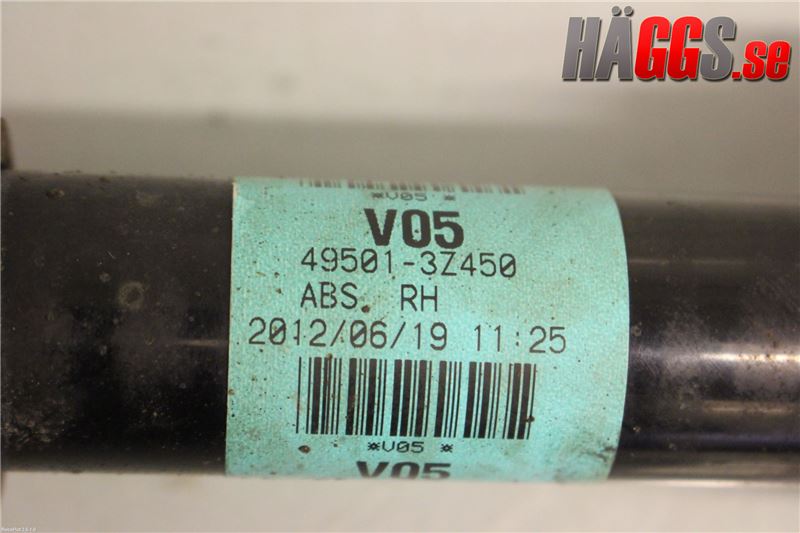 HÄGGS.se
*V05 *
V05
49501-3Z450
ABS RH
2012/06/19 11:25
*V05 *
V05